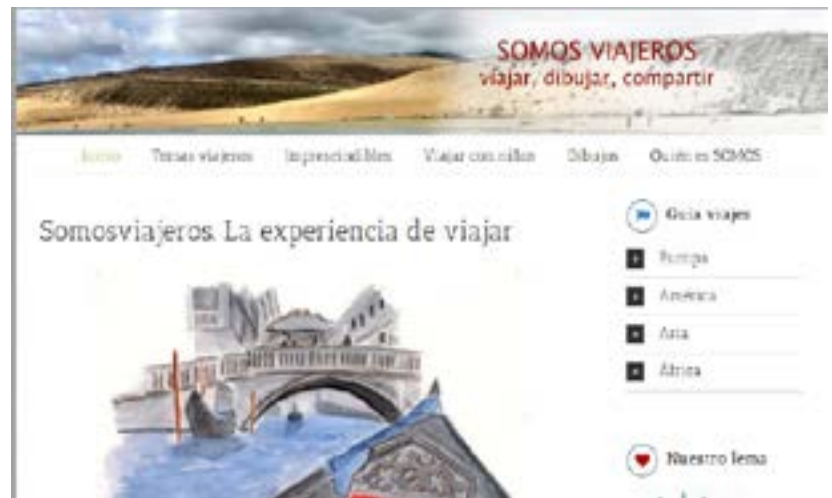 SOMOS VIAJEROS
viajar, dibujar, compartir
Inicio Temas viajeros Imprescindibles Viajar con niños Dibujos Quién es SOMOS
Somosviajeros. La experiencia de viajar
Guía viajes
Europa
América
Asia
África
Nuestro lema